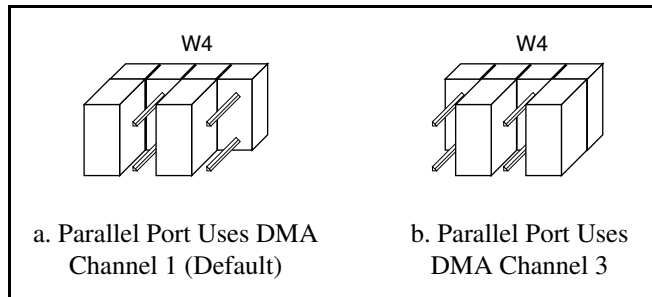 W4
W4
a. Parallel Port Uses DMA
Channel 1 (Default)
b. Parallel Port Uses
DMA Channel 3